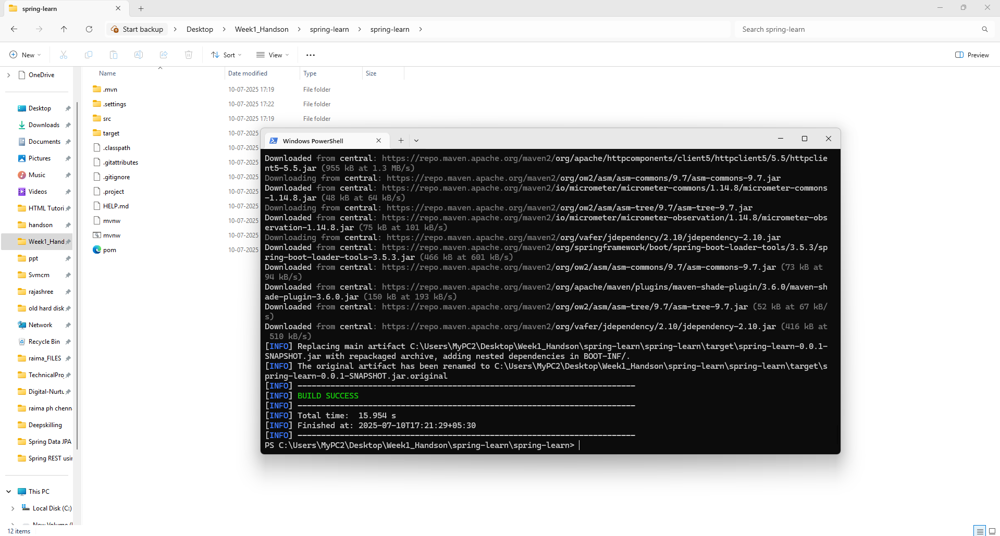 spring-learn
Start backup
Desktop
Week1_Handson
spring-learn
spring-learn
Search spring-learn
New
Sort
View
Preview
OneDrive
Desktop
Downloads
Documents
Pictures
Music
Videos
HTML Tutori
handson
Week1_Hand
ppt
Svmcm
rajashree
old hard disk
Network
Recycle Bin
raima_FILES
TechnicalPro
Digital-Nurtu
raima ph chenn
Deepskilling
Spring Data JPA
Spring REST usin
This PC
Local Disk (C:)
12 items
Name Date modified Type Size
.mvn 10-07-2025 17:19 File folder
.settings 10-07-2025 17:22 File folder
src 10-07-2025 17:19 File folder
target 10-07-2025
.classpath 10-07-2025
.gitattributes 10-07-2025
.gitignore 10-07-2025
.project 10-07-2025
HELP.md 10-07-2025
mvnw 10-07-2025
mvnw 10-07-2025
pom 10-07-2025
Windows PowerShell
Downloaded from central: https://repo.maven.apache.org/maven2/org/apache/httpcomponents/client5/httpclient5/5.5/httpclie
nt5-5.5.jar (955 kB at 1.3 MB/s)
Downloading from central: https://repo.maven.apache.org/maven2/org/ow2/asm/asm-commons/9.7/asm-commons-9.7.jar
Downloaded from central: https://repo.maven.apache.org/maven2/io/micrometer/micrometer-commons/1.14.8/micrometer-commons
-1.14.8.jar (48 kB at 64 kB/s)
Downloading from central: https://repo.maven.apache.org/maven2/org/ow2/asm/asm-tree/9.7/asm-tree-9.7.jar
Downloaded from central: https://repo.maven.apache.org/maven2/io/micrometer/micrometer-observation/1.14.8/micrometer-obs
ervation-1.14.8.jar (75 kB at 101 kB/s)
Downloading from central: https://repo.maven.apache.org/maven2/org/vafer/jdependency/2.10/jdependency-2.10.jar
Downloaded from central: https://repo.maven.apache.org/maven2/org/springframework/boot/spring-boot-loader-tools/3.5.3/sp
ring-boot-loader-tools-3.5.3.jar (466 kB at 601 kB/s)
Downloaded from central: https://repo.maven.apache.org/maven2/org/ow2/asm/asm-commons/9.7/asm-commons-9.7.jar (73 kB at
94 kB/s)
Downloaded from central: https://repo.maven.apache.org/maven2/org/apache/maven/plugins/maven-shade-plugin/3.6.0/maven-sh
ade-plugin-3.6.0.jar (150 kB at 193 kB/s)
Downloaded from central: https://repo.maven.apache.org/maven2/org/ow2/asm/asm-tree/9.7/asm-tree-9.7.jar (52 kB at 67 kB/
s)
Downloaded from central: https://repo.maven.apache.org/maven2/org/vafer/jdependency/2.10/jdependency-2.10.jar (416 kB at
510 kB/s)
[INFO] Replacing main artifact C:\Users\MyPC2\Desktop\Week1_Handson\spring-learn\spring-learn\target\spring-learn-0.0.1-
SNAPSHOT.jar with repackaged archive, adding nested dependencies in BOOT-INF/.
[INFO] The original artifact has been renamed to C:\Users\MyPC2\Desktop\Week1_Handson\spring-learn\spring-learn\target\s
pring-learn-0.0.1-SNAPSHOT.jar.original
[INFO] ------------------------------------------------------------------------
[INFO] BUILD SUCCESS
[INFO] ------------------------------------------------------------------------
[INFO] Total time:  15.954 s
[INFO] Finished at: 2025-07-10T17:21:29+05:30
[INFO] ------------------------------------------------------------------------
PS C:\Users\MyPC2\Desktop\Week1_Handson\spring-learn\spring-learn>